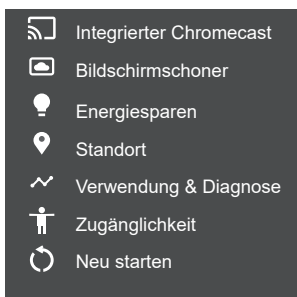 Integrierter Chromecast
Bildschirmschoner
Energiesparen
Standort
Verwendung & Diagnose
Zugänglichkeit
Neu starten